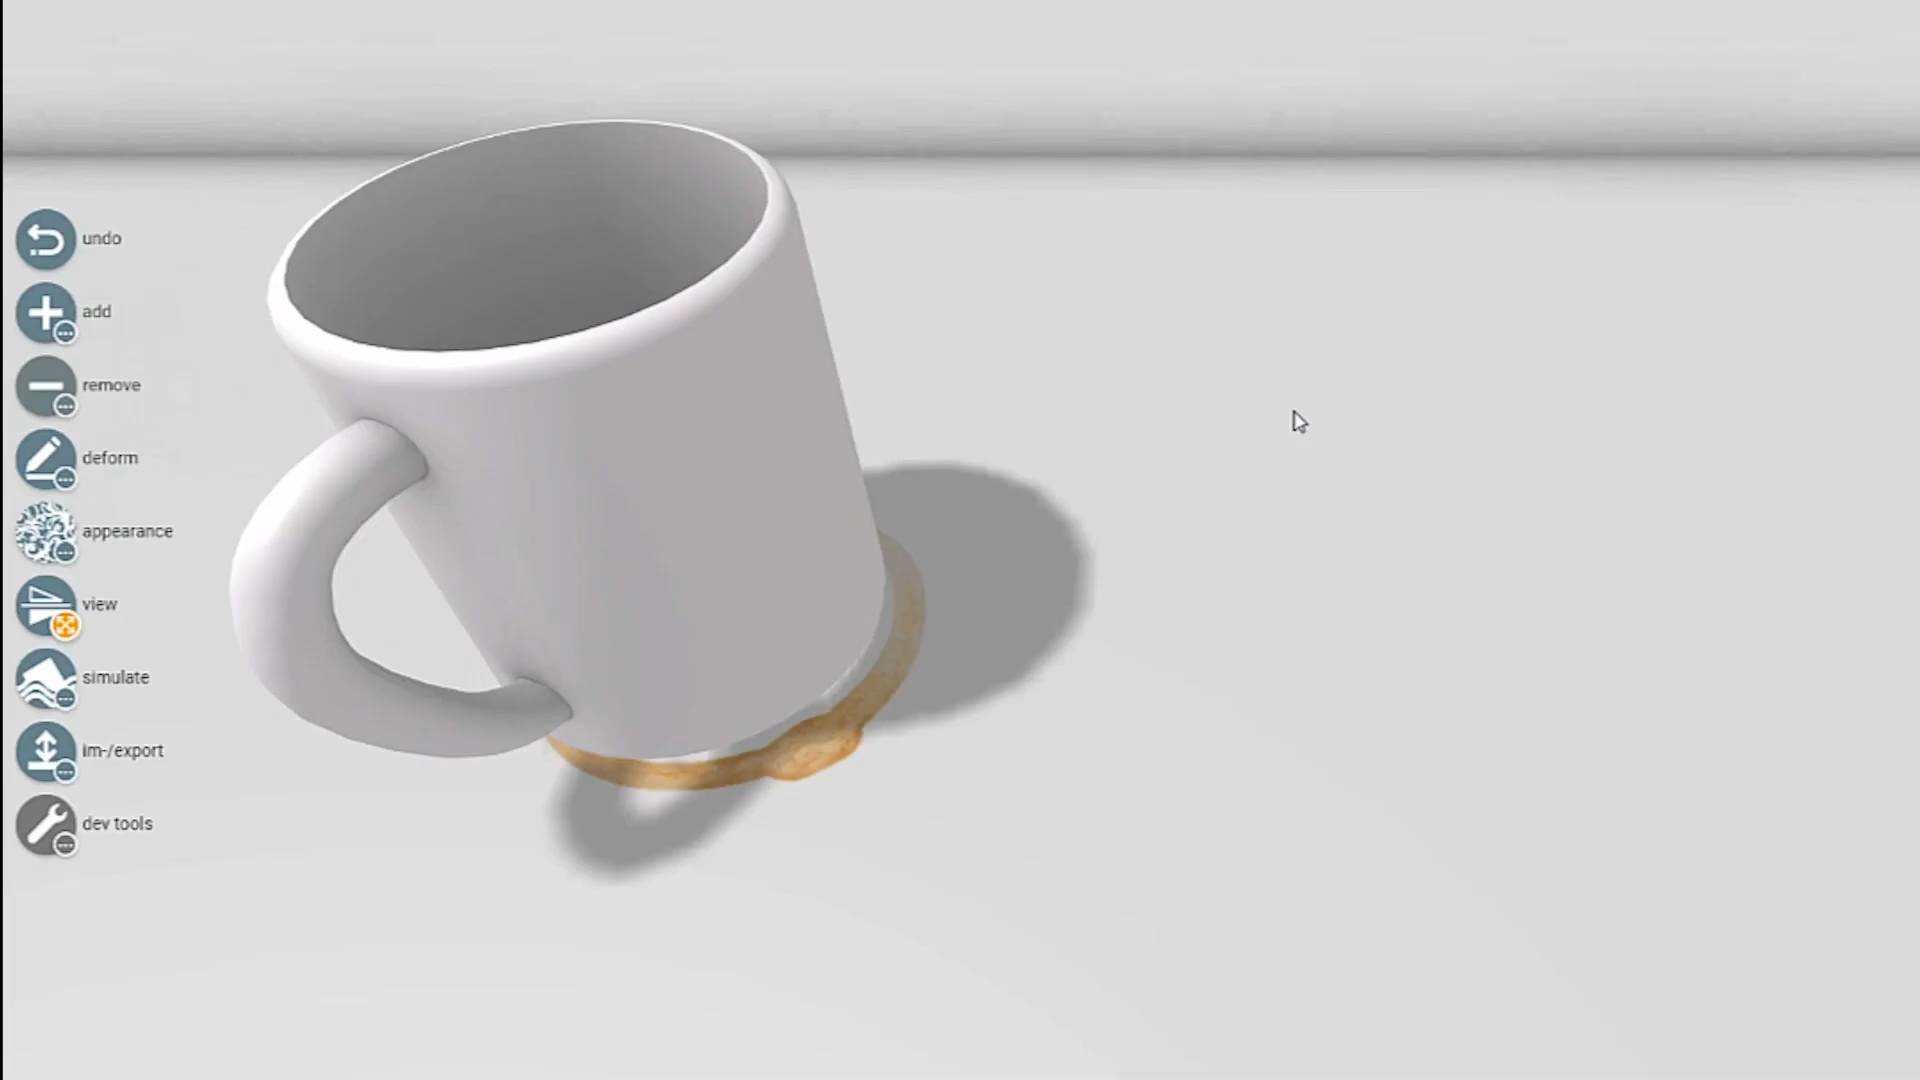 undo
add
remove
deform
appearance
view
simulate
im-/export
dev tools